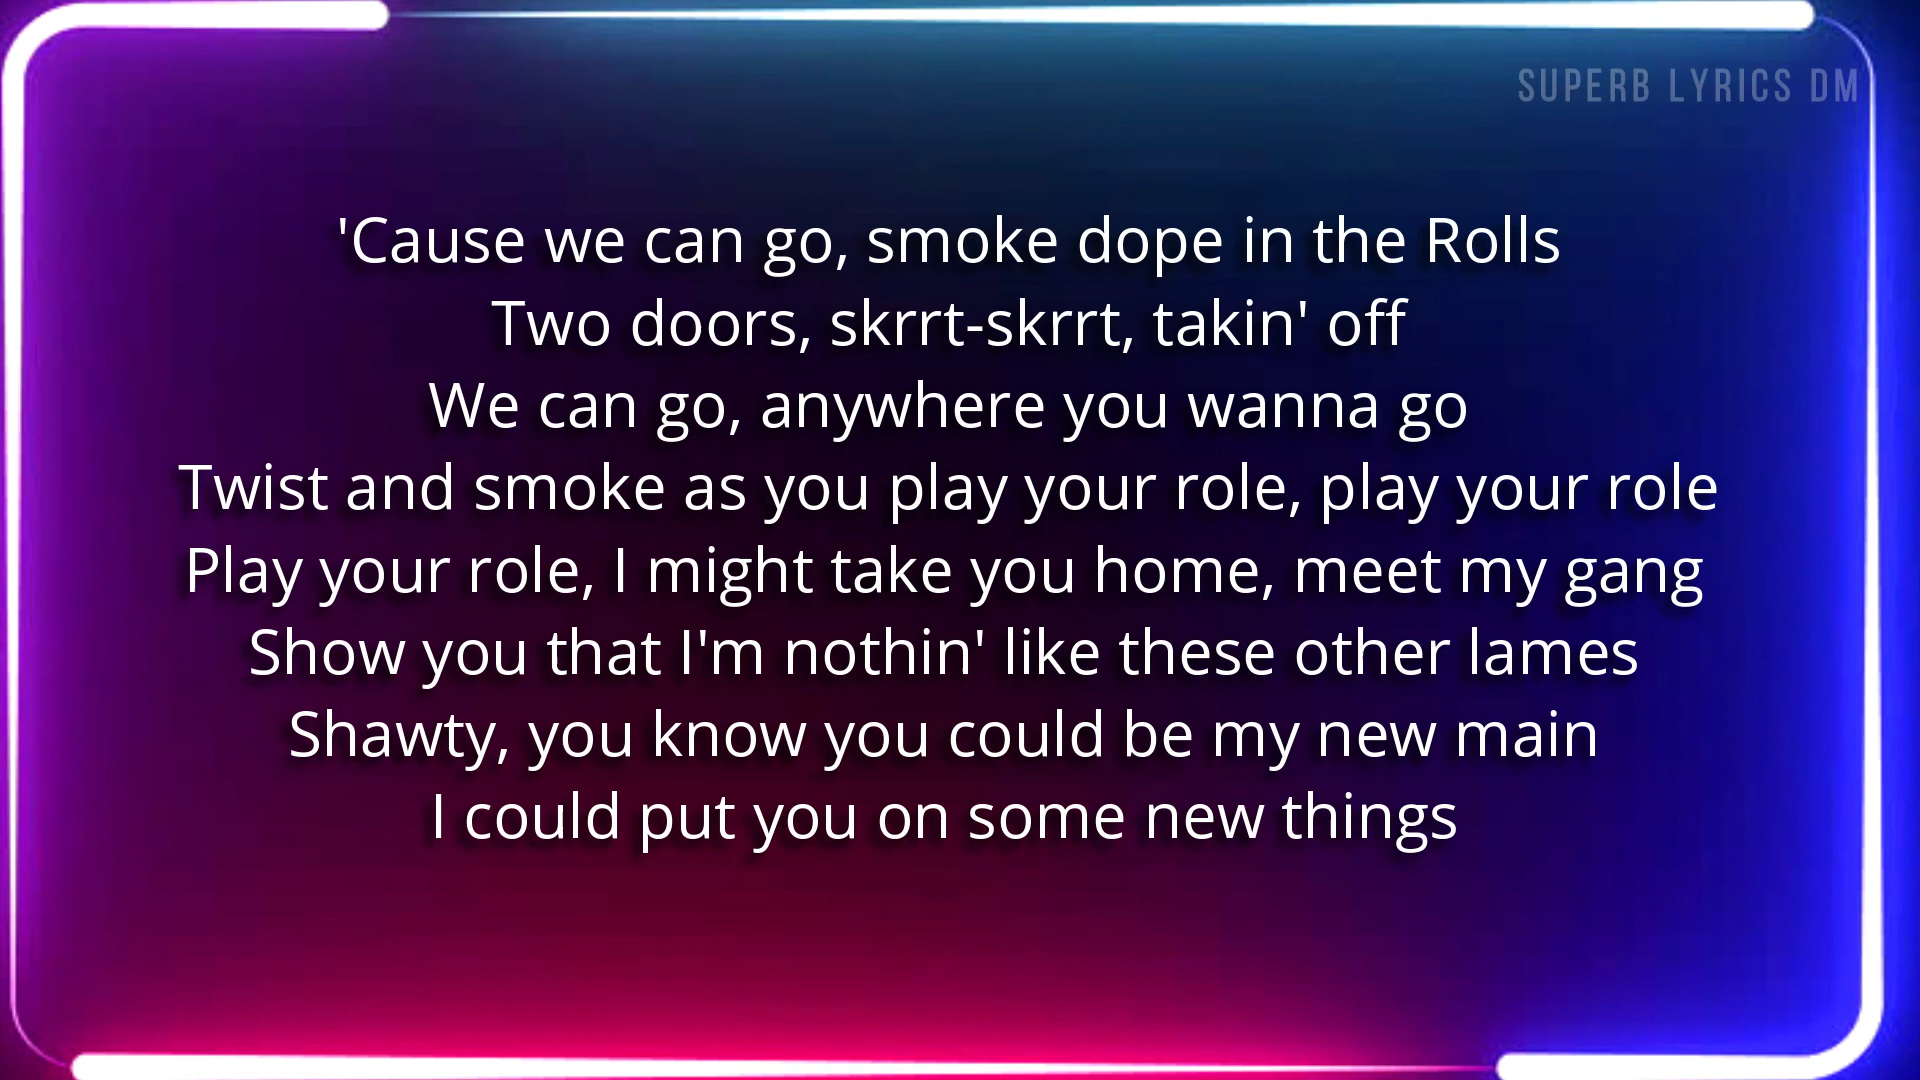 SUPERB LYRICS DM
'Cause we can go, smoke dope in the Rolls
Two doors, skrrt-skrrt, takin' off
We can go, anywhere you wanna go
Twist and smoke as you play your role, play your role
Play your role, I might take you home, meet my gang
Show you that I'm nothin' like these other lames
Shawty, you know you could be my new main
I could put you on some new things